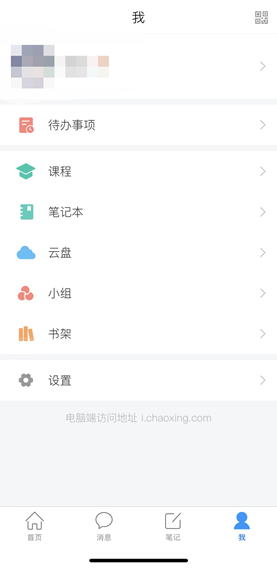 我
待办事项
课程
笔记本
云盘
小组
书架
设置
电脑端访问地址 i.chaoxing.com
首页 消息 笔记 我